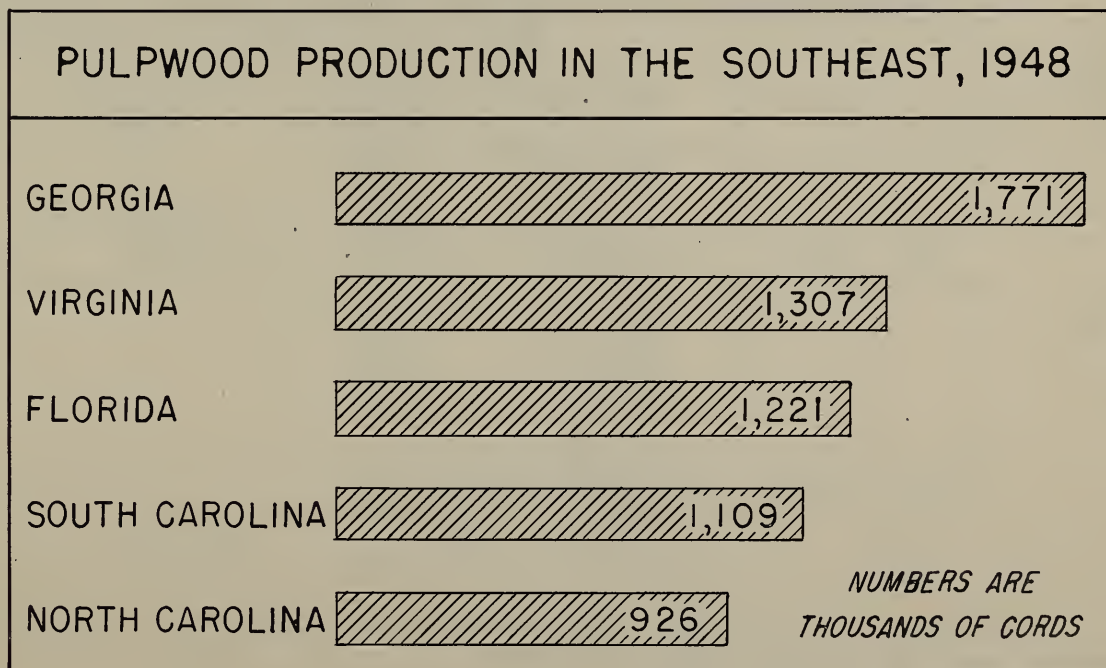 PULPWOOD PRODUCTION IN THE SOUTHEAST, 1948
GEORGIA 1,771
VIRGINIA 1,307
FLORIDA 1,221
SOUTH CAROLINA 1,109
NORTH CAROLINA 926
NUMBERS ARE
THOUSANDS OF CORDS